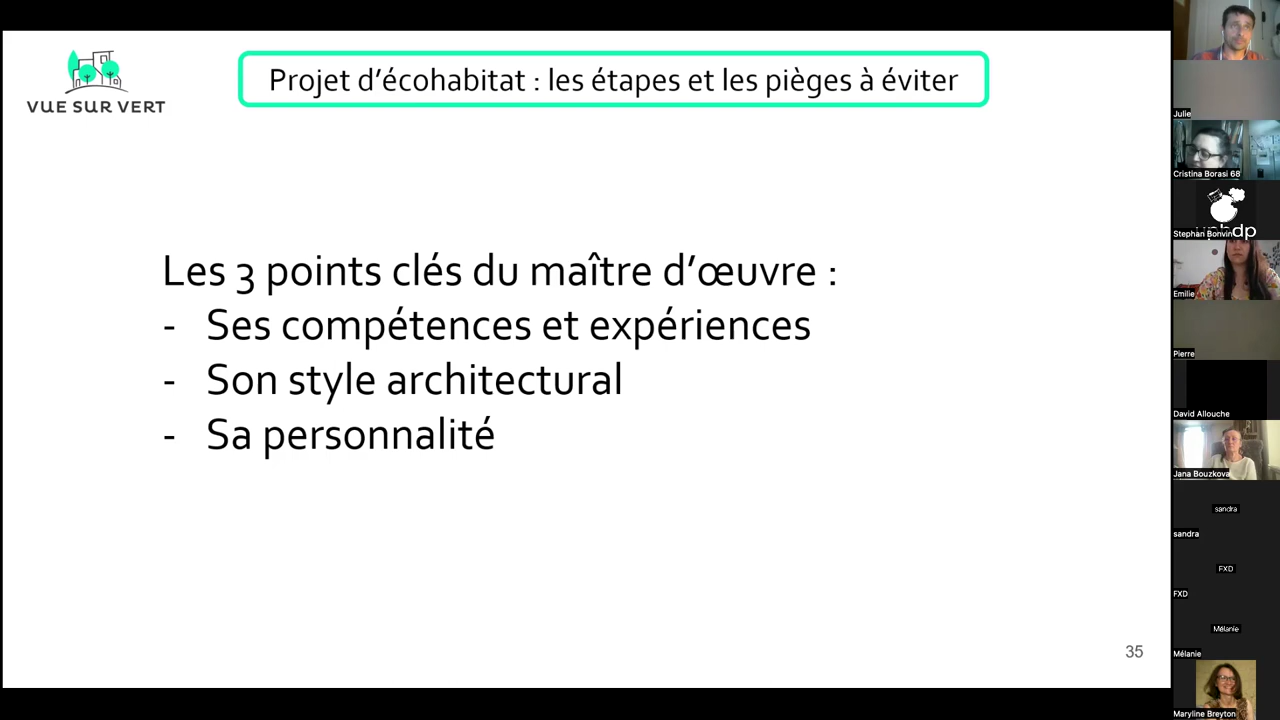 VUE SUR VERT
Projet d'écohabitat : les étapes et les pièges à éviter
Les 3 points clés du maître d'œuvre :
- Ses compétences et expériences
- Son style architectural
- Sa personnalité
35
Julie
Cristina Borasi 68
Stephan Bonvin
Emilie
Pierre
David Allouche
Jana Bouzkova
sandra
sandra
FXD
FXD
Mélanie
Mélanie
Maryline Breyton